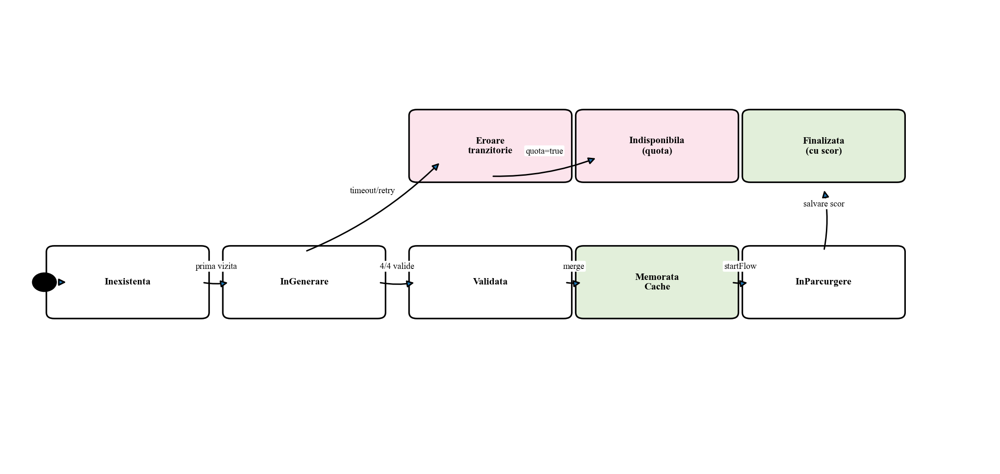 Eroare
tranzitorie
quota=true
Indisponibila
(quota)
Finalizata
(cu scor)
timeout/retry
salvare scor
Inexistenta
prima vizita
InGenerare
4/4 valide
Validata
merge
Memorata
Cache
startFlow
InParcurgere